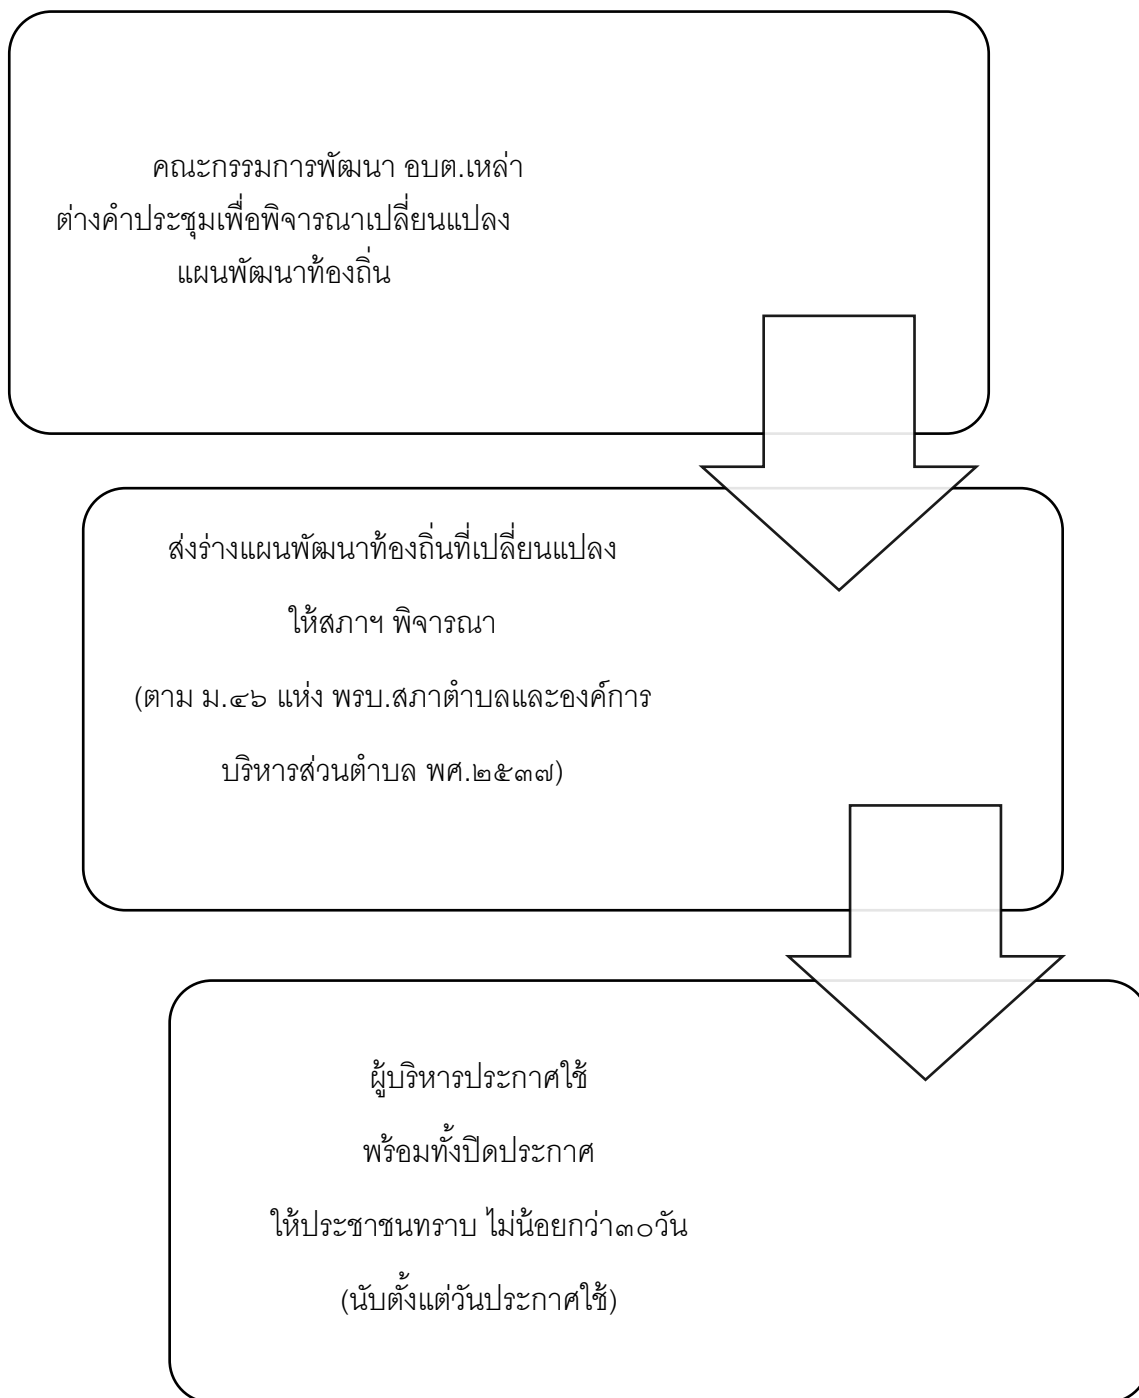 คณะกรรมการพัฒนา อบต.เหล่า
ต่างคำประชุมเพื่อพิจารณาเปลี่ยนแปลง
แผนพัฒนาท้องถิ่น
ส่งร่างแผนพัฒนาท้องถิ่นที่เปลี่ยนแปลง
ให้สภาฯ พิจารณา
(ตาม ม.๔๖ แห่ง พรบ.สภาตำบลและองค์การ
บริหารส่วนตำบล พศ.๒๕๓๗)
ผู้บริหารประกาศใช้
พร้อมทั้งปิดประกาศ
ให้ประชาชนทราบ ไม่น้อยกว่า๓๐วัน
(นับตั้งแต่วันประกาศใช้)